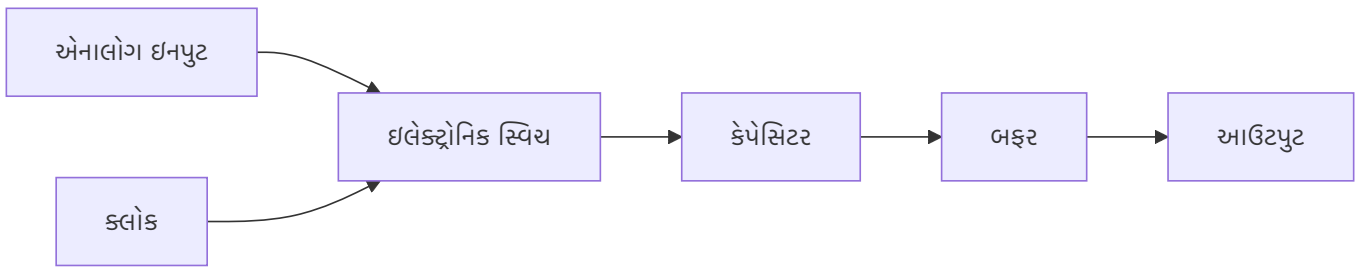 એનાલોગ ઇનપુટ
ક્લોક
ઇલેક્ટ્રોનિક સ્વિચ
કેપેસિટર
બફર
આઉટપુટ